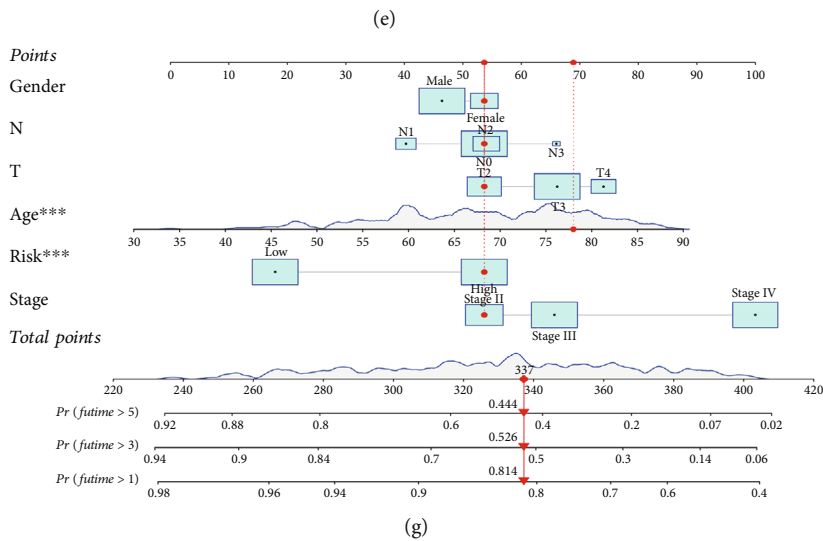 (e)
Points
0 10 20 30 40 50 60 70 80 90 100
Gender
Male
Female
N
N1
N2
N0
N3
T
T2
T3
T4
Age***
30 35 40 45 50 55 60 65 70 75 80 85 90
Risk***
Low
High
Stage
Stage II
Stage III
Stage IV
Total points
337
220 240 260 280 300 320 340 360 380 400 420
Pr (futime > 5)
0.444
0.92 0.88 0.8 0.6 0.4 0.2 0.07 0.02
Pr (futime > 3)
0.526
0.94 0.9 0.84 0.7 0.5 0.3 0.14 0.06
Pr (futime > 1)
0.814
0.98 0.96 0.94 0.9 0.8 0.7 0.6 0.4
(g)